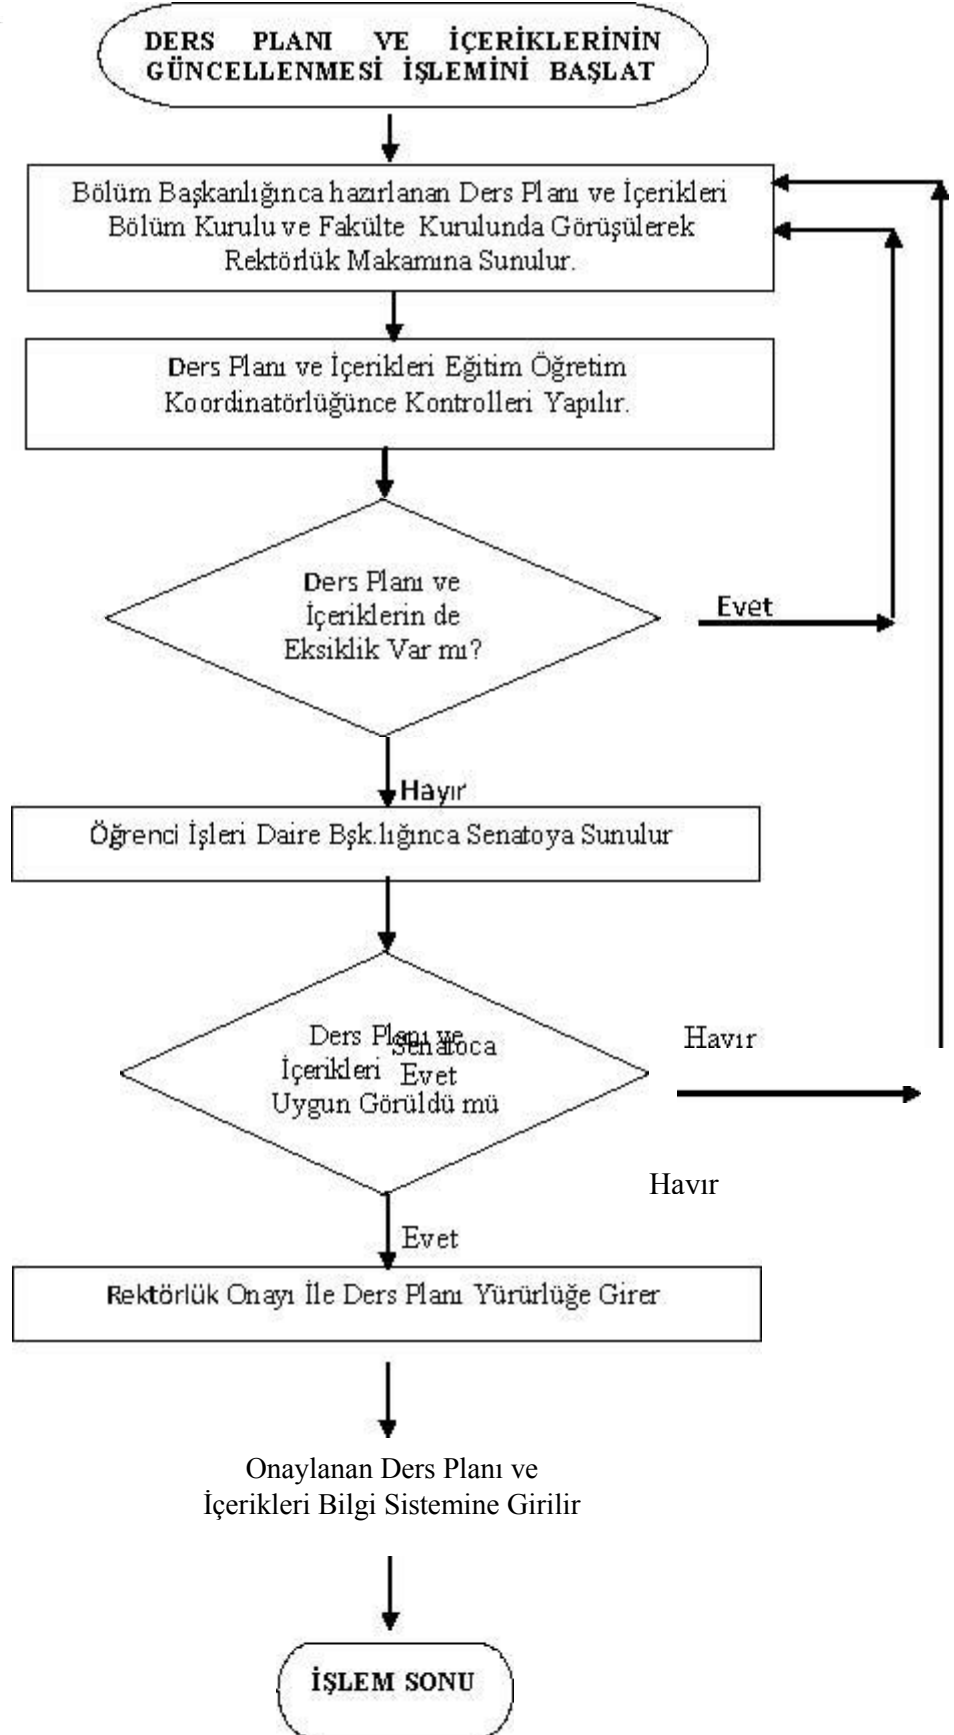 DERS PLANI VE İÇERİKLERİNİN
GÜNCELLENMESİ İŞLEMİNİ BAŞLAT
Bölüm Başkanlığınca hazırlanan Ders Planı ve İçerikleri
Bölüm Kurulu ve Fakülte Kurulunda Görüşülerek
Rektörlük Makamına Sunulur.
Ders Planı ve İçerikleri Eğitim Öğretim
Koordinatörlüğünce Kontrolleri Yapılır.
Ders Planı ve
İçeriklerin de
Eksiklik Var mı?
Evet
Hayır
Öğrenci İşleri Daire Bşk.lığınca Senatoya Sunulur
Ders Planı ve
Senatoca
İçerikleri Evet
Uygun Görüldü mü
Havır
Havır
Evet
Rektörlük Onayı İle Ders Planı Yürürlüğe Girer
Onaylanan Ders Planı ve
İçerikleri Bilgi Sistemine Girilir
İŞLEM SONU